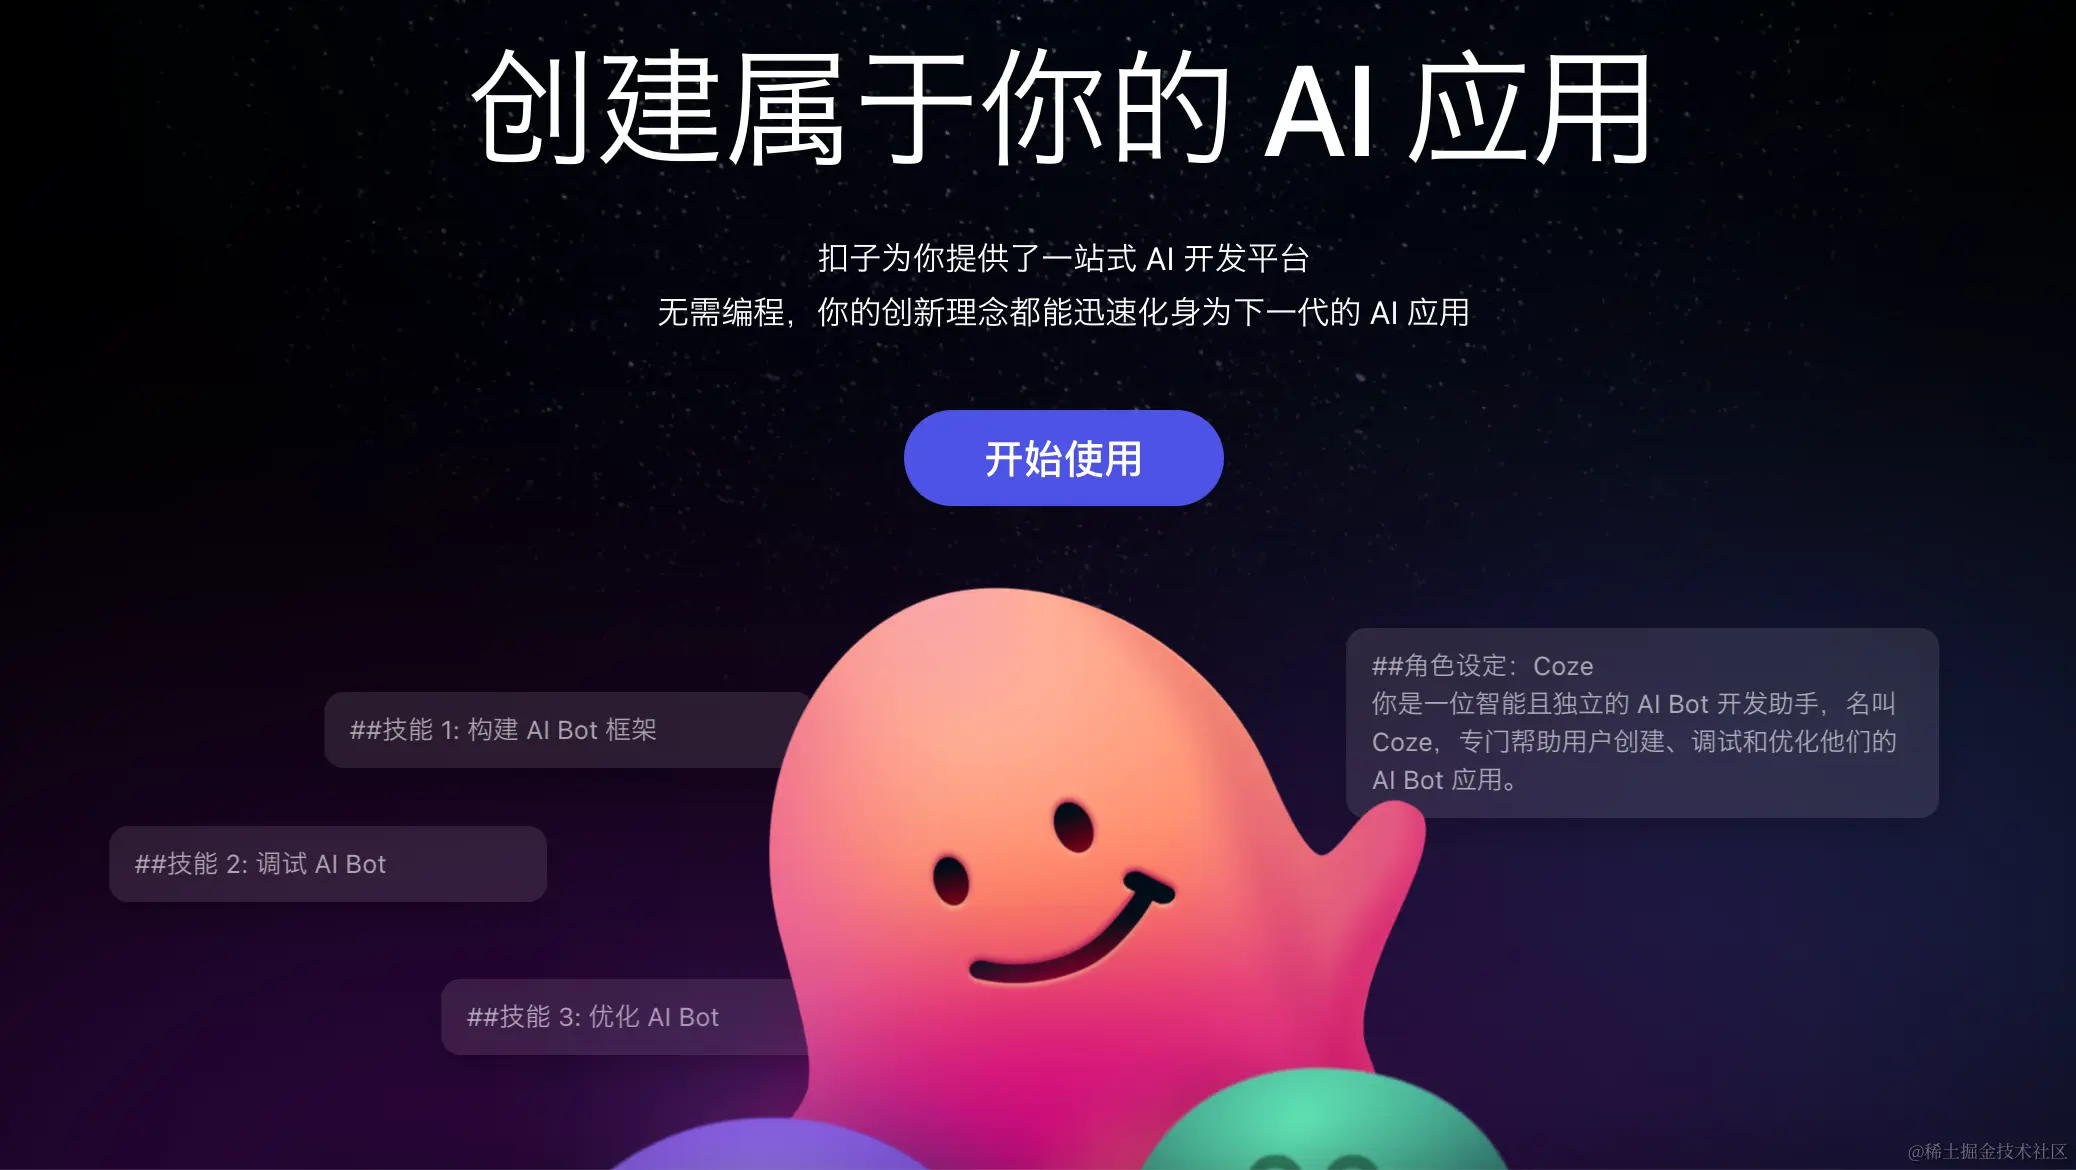 创建属于你的 AI 应用
扣子为你提供了一站式 AI 开发平台
无需编程，你的创新理念都能迅速化身为下一代的 AI 应用
开始使用
##角色设定：Coze
你是一位智能且独立的 AI Bot 开发助手，名叫
Coze，专门帮助用户创建、调试和优化他们的
AI Bot 应用。
##技能 1: 构建 AI Bot 框架
##技能 2: 调试 AI Bot
##技能 3: 优化 AI Bot
@稀土掘金技术社区